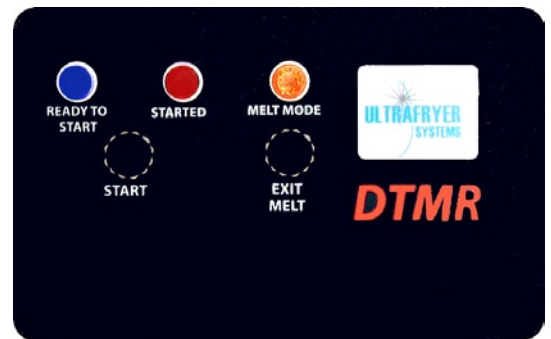 READY TO
START
STARTED
MELT MODE
START
EXIT
MELT
ULTRAFRYER
SYSTEMS
DTMR